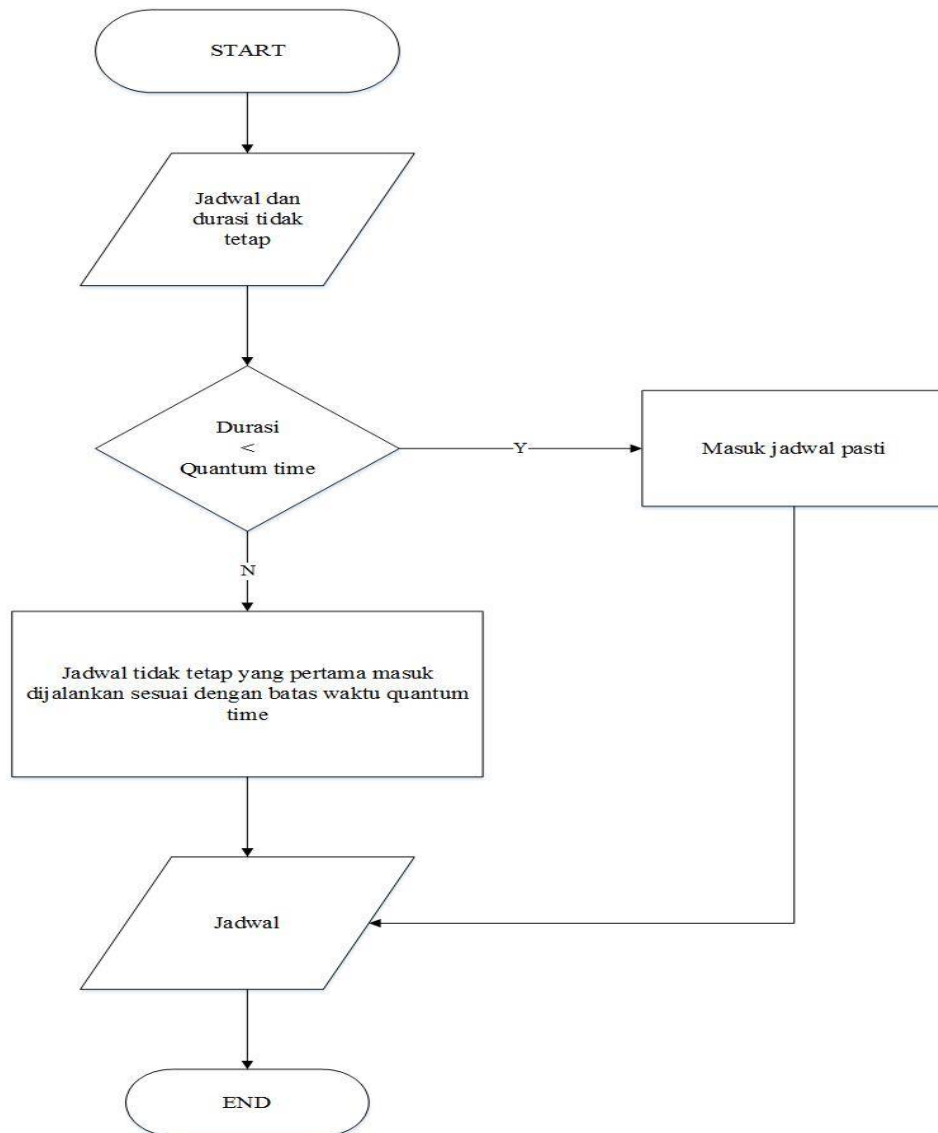 START
Jadwal dan
durasi tidak
tetap
Durasi
<
Quantum time
Y
Masuk jadwal pasti
N
Jadwal tidak tetap yang pertama masuk
dijalankan sesuai dengan batas waktu quantum
time
Jadwal
END